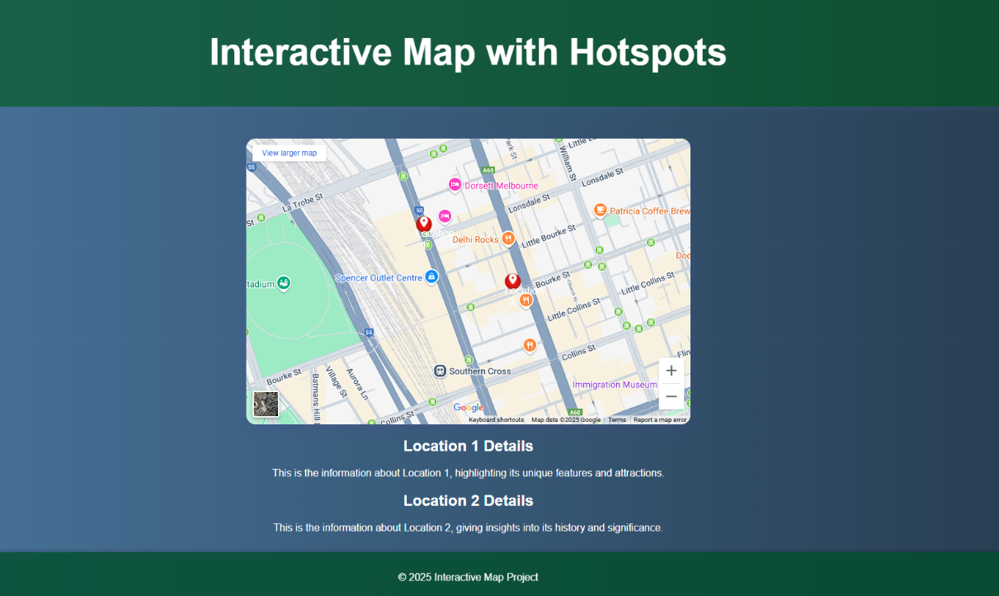 Interactive Map with Hotspots
View larger map
Park St
Little Lo
William St
55
A60
Dorsett Melbourne
Lonsdale St
La Trobe St
Lonsdale St
50
Patricia Coffee Brew
Delhi Rocks
Little Bourke St
Doo
Spencer Outlet Centre
tadium
Bourke St
Church St
Little Collins St
Little Collins St
55
Collins St
Flin
Southern Cross
Bourke St
Village St
Aurora Ln
Batmans Hill D
Immigration Museum
Collins St
Google
A60
Keyboard shortcuts Map data ©2025 Google Terms Report a map error
Location 1 Details
This is the information about Location 1, highlighting its unique features and attractions.
Location 2 Details
This is the information about Location 2, giving insights into its history and significance.
© 2025 Interactive Map Project